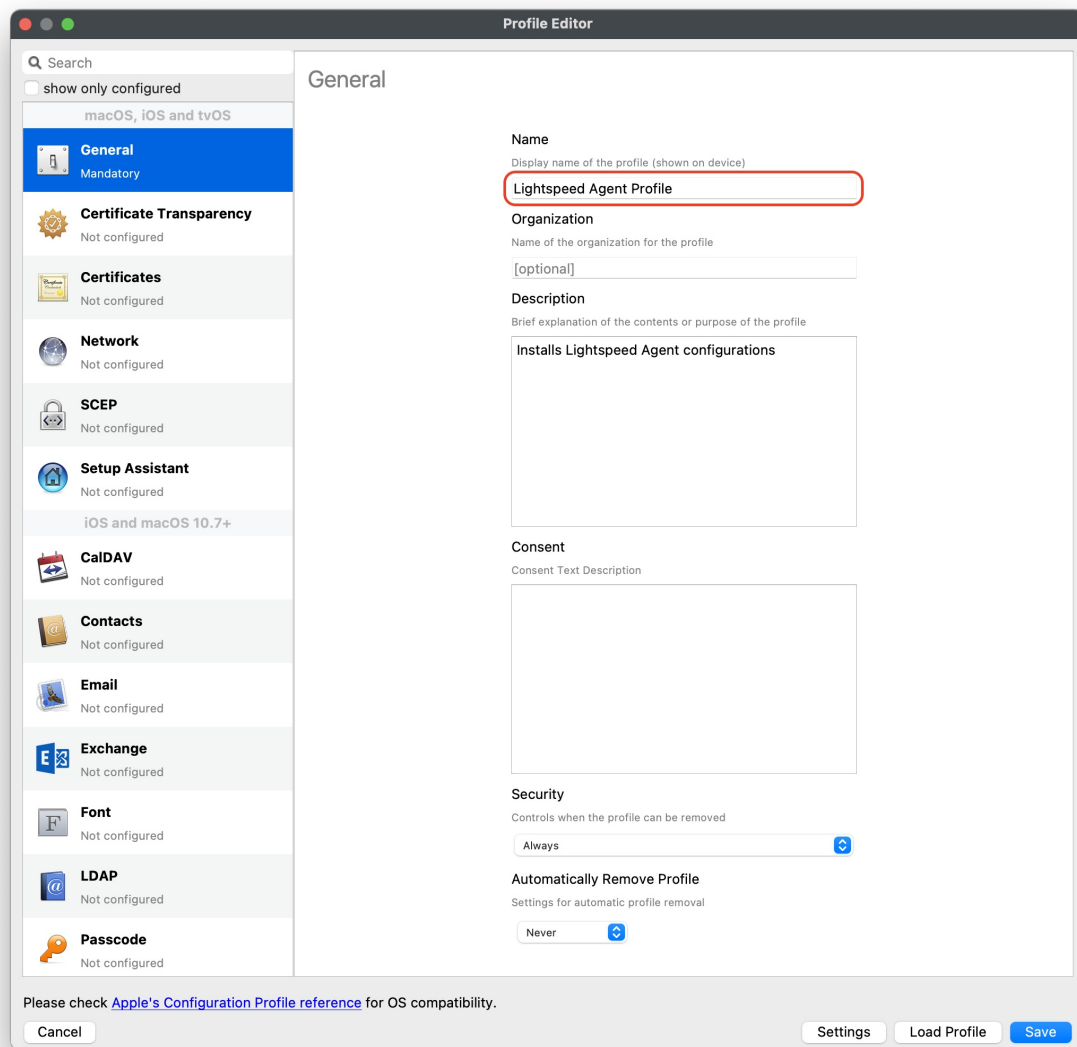 Profile Editor
Search
show only configured
macOS, iOS and tvOS
General
Mandatory
Certificate Transparency
Not configured
Certificates
Not configured
Network
Not configured
SCEP
Not configured
Setup Assistant
Not configured
iOS and macOS 10.7+
CalDAV
Not configured
Contacts
Not configured
Email
Not configured
Exchange
Not configured
Font
Not configured
LDAP
Not configured
Passcode
Not configured
General
Name
Display name of the profile (shown on device)
Lightspeed Agent Profile
Organization
Name of the organization for the profile
[optional]
Description
Brief explanation of the contents or purpose of the profile
Installs Lightspeed Agent configurations
Consent
Consent Text Description
Security
Controls when the profile can be removed
Always
Automatically Remove Profile
Settings for automatic profile removal
Never
Please check Apple's Configuration Profile reference for OS compatibility.
Cancel
Settings
Load Profile
Save